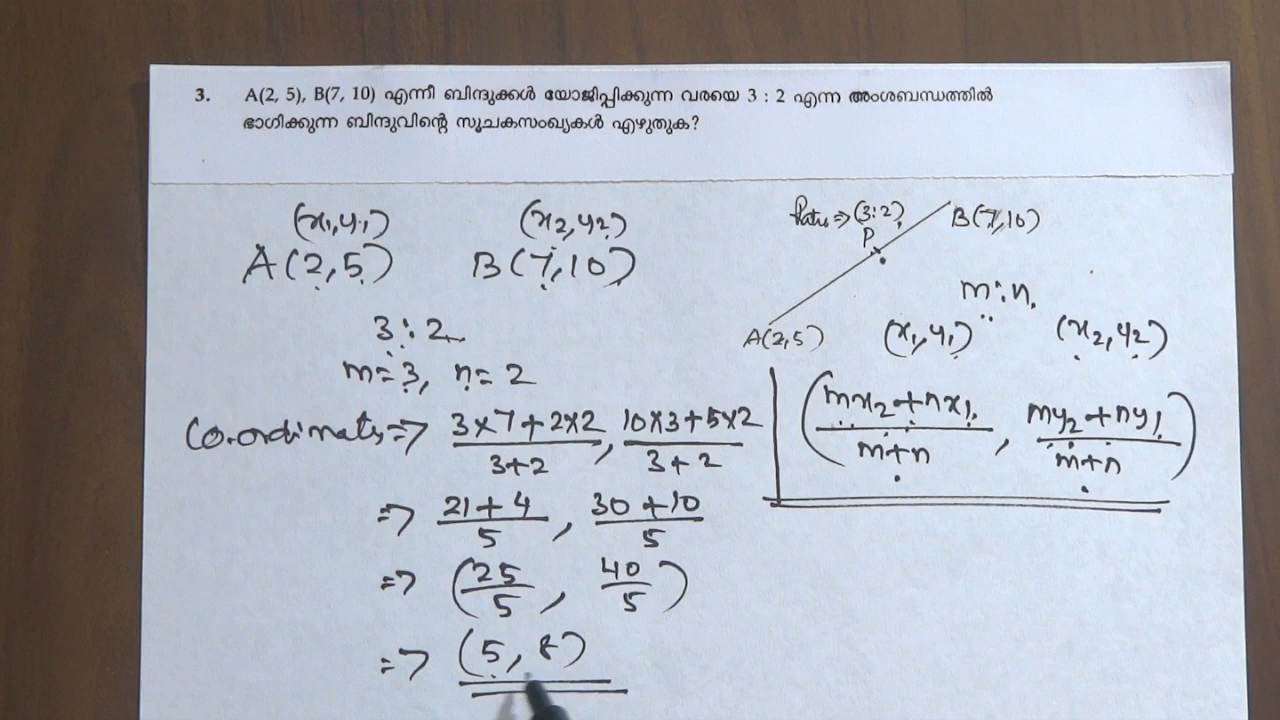 3. A(2, 5), B(7, 10) എന്നീ ബിന്ദുക്കൾ യോജിപ്പിക്കുന്ന വരയെ 3 : 2 എന്ന അംശബന്ധത്തിൽ
ഭാഗിക്കുന്ന ബിന്ദുവിന്റെ സൂചകസംഖ്യകൾ എഴുതുക?
(x₁,y₁) (x₂,y₂)
A(2,5) B(7,10)
3:2
m=3, n=2
Co-ordinates => (3×7+2×2)/(3+2), (10×3+5×2)/(3+2)
=> (21+4)/5, (30+10)/5
=> (25/5, 40/5)
=> (5, 8)
Ratio => (3:2)
P
B(7,10)
A(2,5)
m:n
(x₁,y₁) (x₂,y₂)
((mx₂+nx₁)/(m+n), (my₂+ny₁)/(m+n))